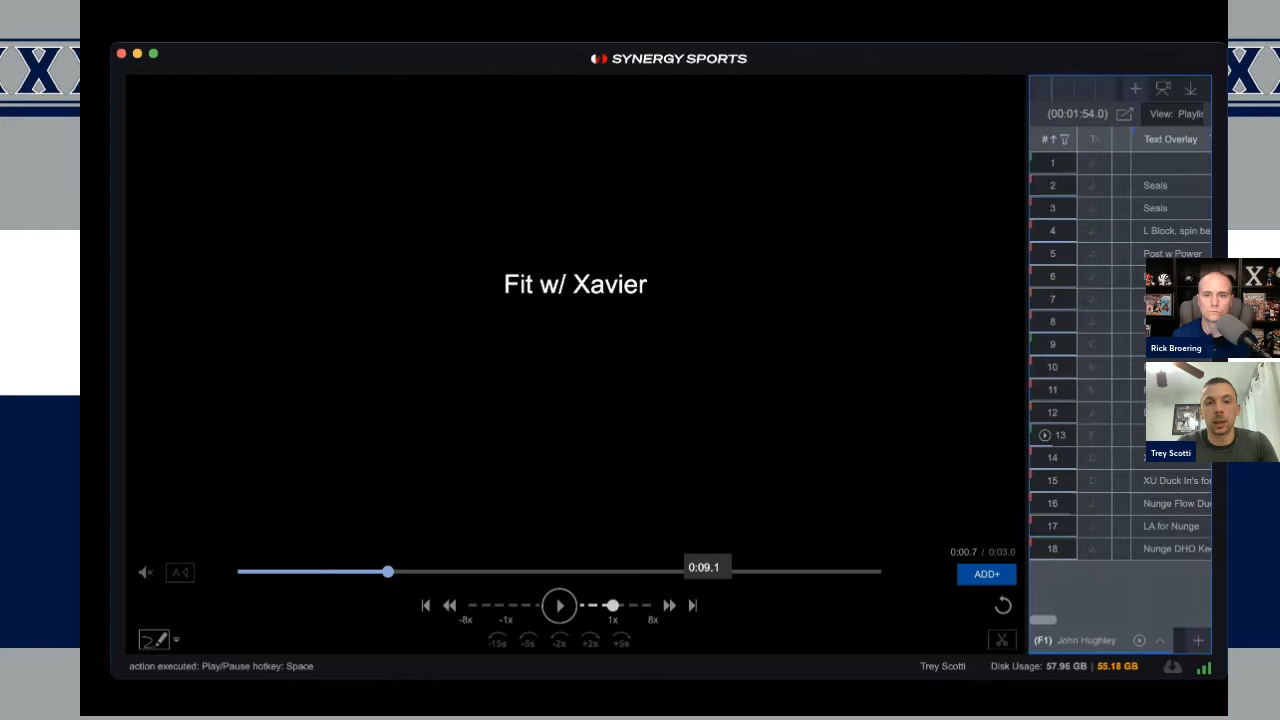 SYNERGY SPORTS
(00:01:54.0)
View: Playlis
#
Text Overlay
1
2
Seals
3
Seals
4
L Block, spin ba
5
Post w Power
6
7
8
9
10
11
12
13
14
15
XU Duck In's fo
16
Nunge Flow Du
17
LA for Nunge
18
Nunge DHO Ke
Fit w/ Xavier
X
Rick Broering
Trey Scotti
0:00.7 / 0:03.0
0:09.1
ADD+
-8x
-1x
1x
8x
-15s
-5s
-2s
+2s
+5s
(F1) John Hughley
action executed: Play/Pause hotkey: Space
Trey Scotti
Disk Usage: 57.96 GB | 55.18 GB